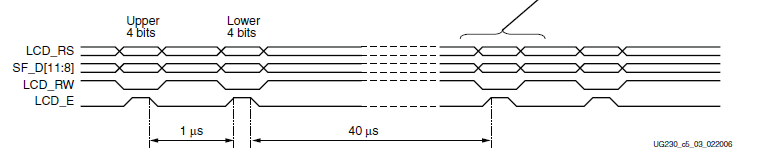 Upper Lower
4 bits 4 bits
LCD_RS
SF_D[11:8]
LCD_RW
LCD_E
1 µs 40 µs
UG230_c5_03_022006